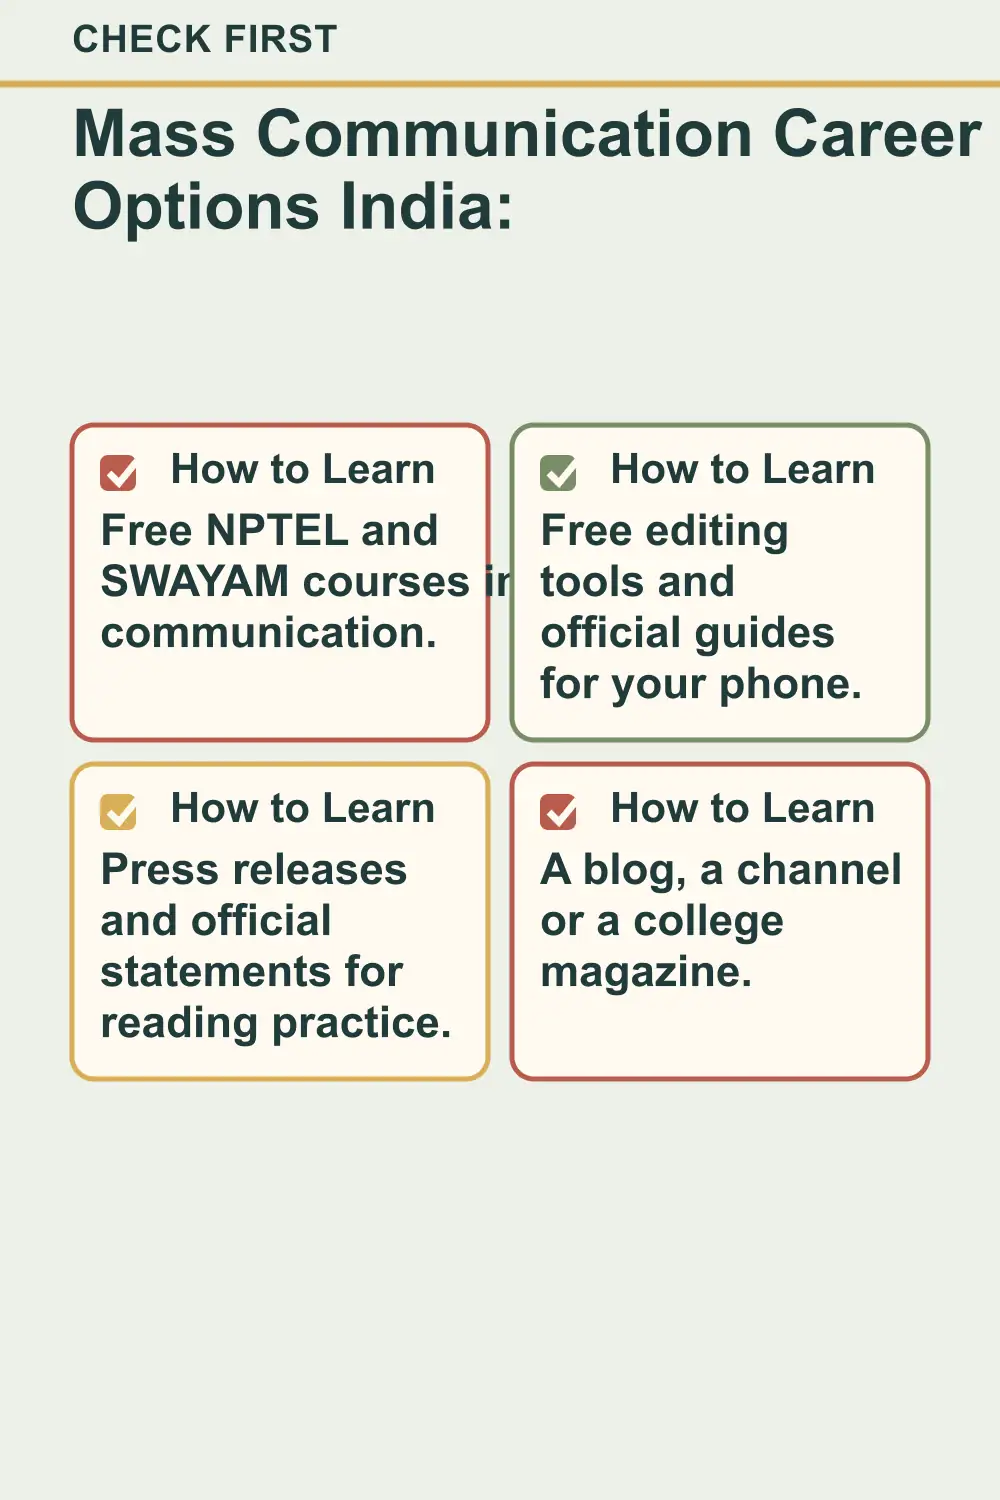 CHECK FIRST
Mass Communication Career
Options India:
How to Learn
Free NPTEL and
SWAYAM courses in
communication.
How to Learn
Free editing
tools and
official guides
for your phone.
How to Learn
Press releases
and official
statements for
reading practice.
How to Learn
A blog, a channel
or a college
magazine.